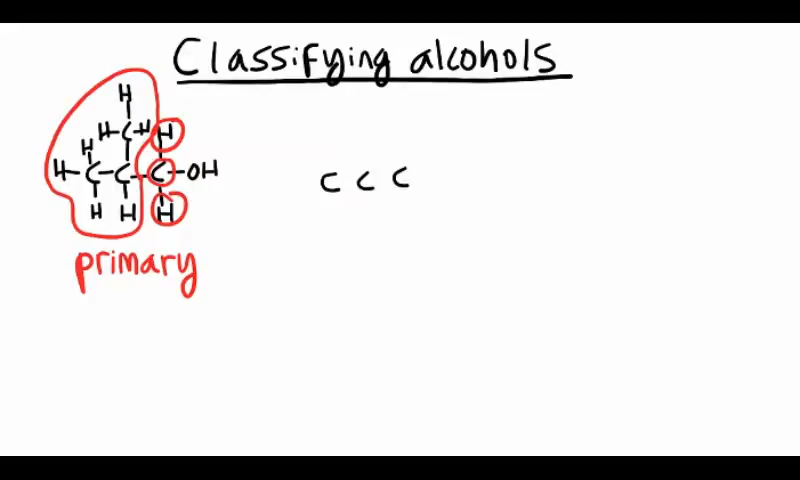 Classifying alcohols
H
H-C-H H
H
H-C-C-C-OH
H H H
C C C
primary